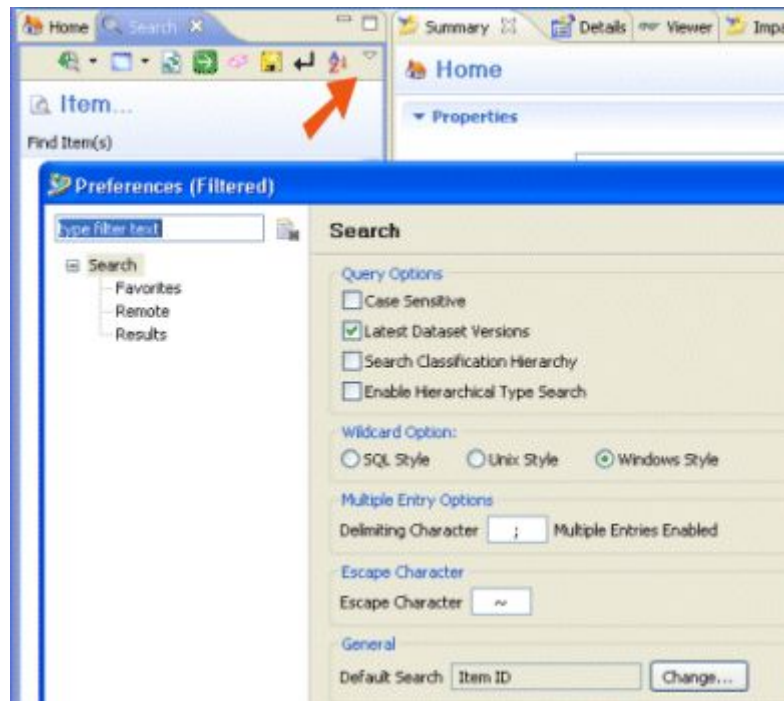 Home Search Summary Details Viewer Impa
Item...
Home
Find Item(s)
Properties
Preferences (Filtered)
type filter text
Search
Search
Favorites
Remote
Results
Query Options
Case Sensitive
Latest Dataset Versions
Search Classification Hierarchy
Enable Hierarchical Type Search
Wildcard Option:
SQL Style Unix Style Windows Style
Multiple Entry Options
Delimiting Character ; Multiple Entries Enabled
Escape Character
Escape Character ~
General
Default Search Item ID Change...